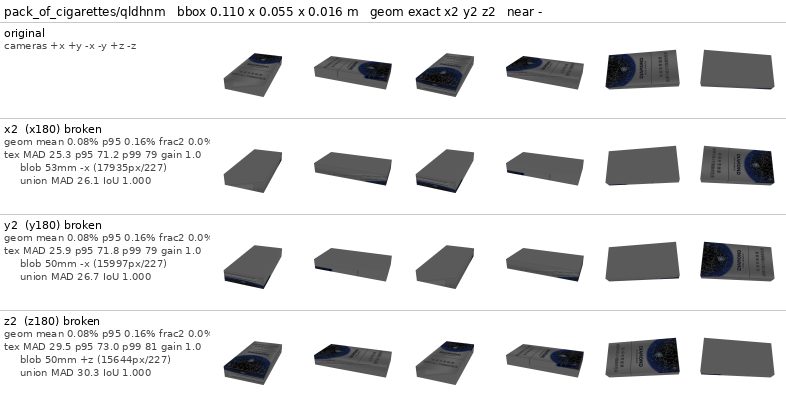 pack_of_cigarettes/qldhnm bbox 0.110 x 0.055 x 0.016 m geom exact x2 y2 z2 near -
original
cameras +x +y -x -y +z -z
x2 (x180) broken
geom mean 0.08% p95 0.16% frac2 0.0%
tex MAD 25.3 p95 71.2 p99 79 gain 1.0
blob 53mm -x (17935px/227)
union MAD 26.1 IoU 1.000
y2 (y180) broken
geom mean 0.08% p95 0.16% frac2 0.0%
tex MAD 25.9 p95 71.8 p99 79 gain 1.0
blob 50mm -x (15997px/227)
union MAD 26.7 IoU 1.000
z2 (z180) broken
geom mean 0.08% p95 0.16% frac2 0.0%
tex MAD 29.5 p95 73.0 p99 81 gain 1.0
blob 50mm +z (15644px/227)
union MAD 30.3 IoU 1.000